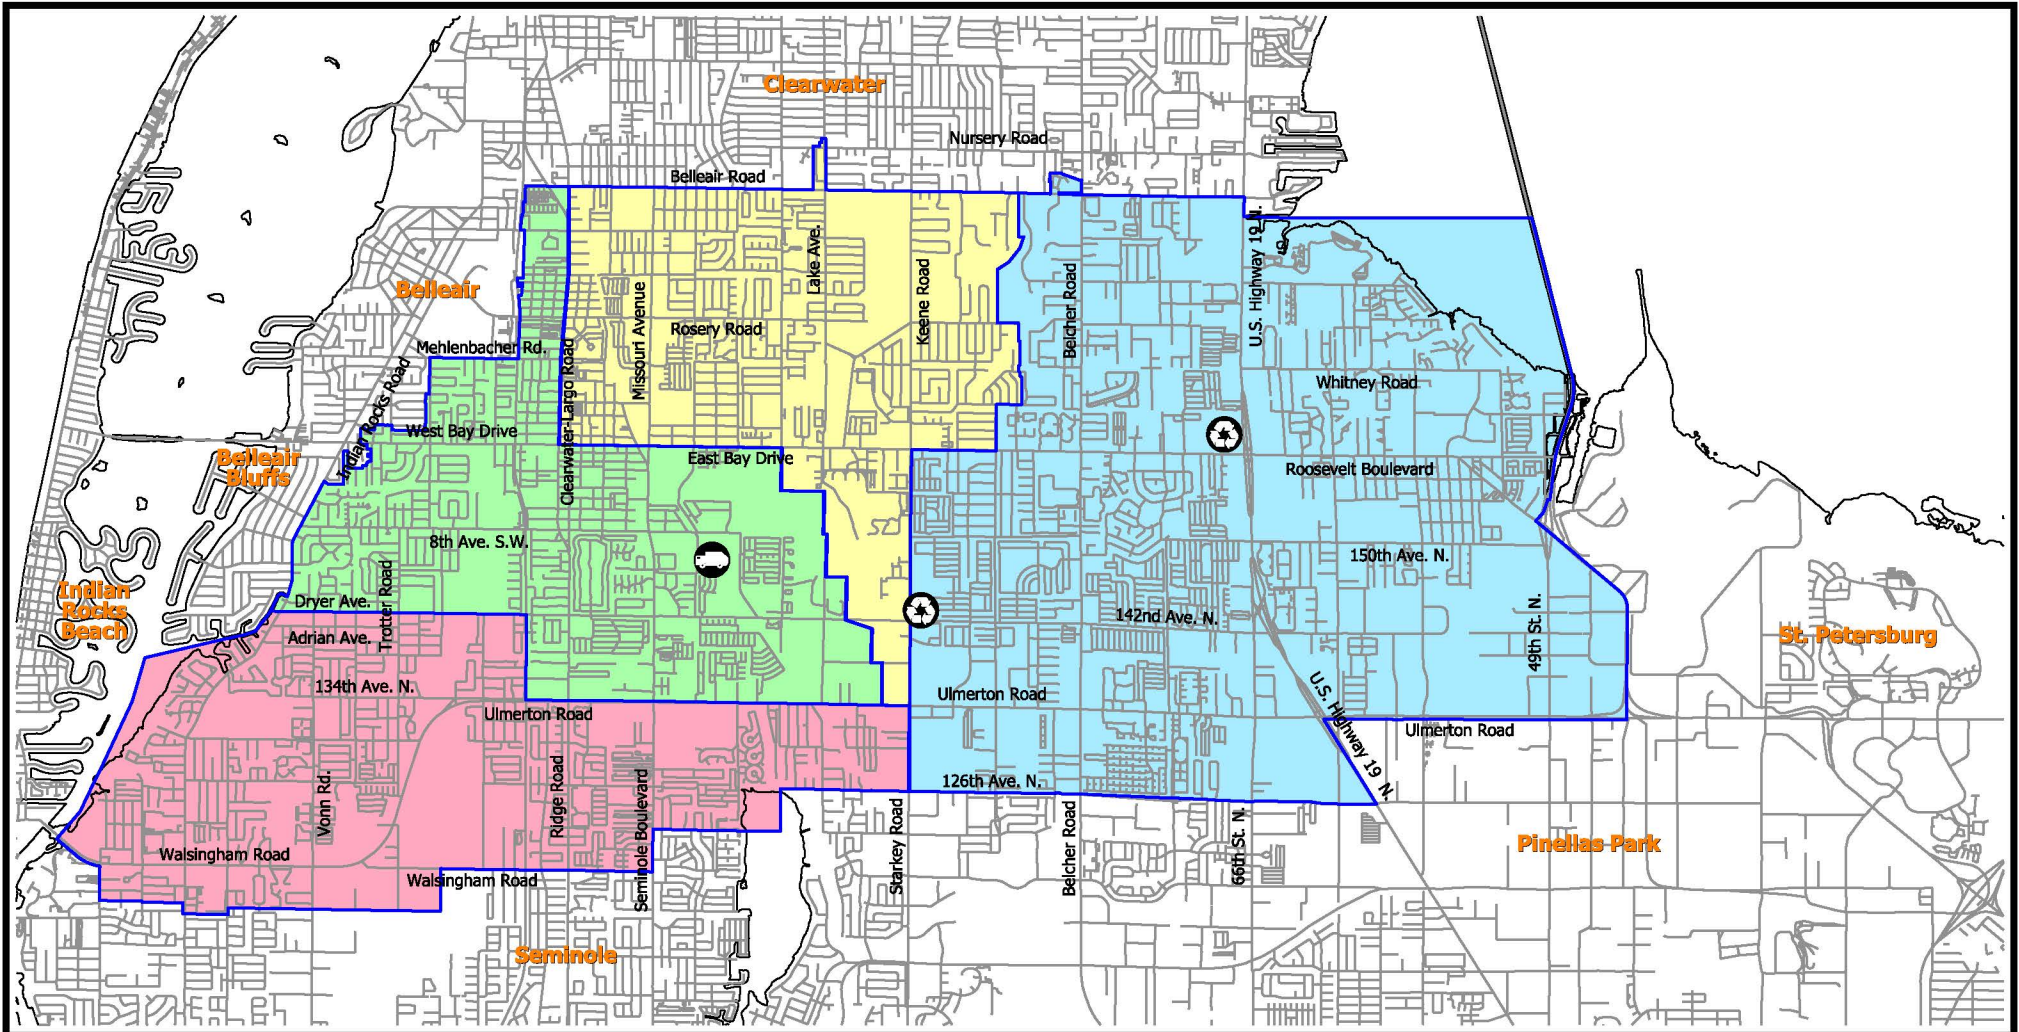 Clearwater
Nursery Road
Belleair Road
U.S. Highway 19 N.
Lake Ave.
Keene Road
Belcher Road
Belleair
Missouri Avenue
Rosery Road
Mehlenbacher Rd.
Clearwater-Largo Road
Indian Rocks Road
Whitney Road
West Bay Drive
East Bay Drive
Belleair
Bluffs
Roosevelt Boulevard
8th Ave. S.W.
150th Ave. N.
Indian
Rocks
Beach
Dryer Ave.
Trotter Road
142nd Ave. N.
49th St. N.
St. Petersburg
Adrian Ave.
134th Ave. N.
Ulmerton Road
Ulmerton Road
U.S. Highway 19 N.
Ulmerton Road
Vonn Rd.
Ridge Road
Seminole Boulevard
126th Ave. N.
Starkey Road
Belcher Road
66th St. N.
Pinellas Park
Walsingham Road
Walsingham Road
Seminole